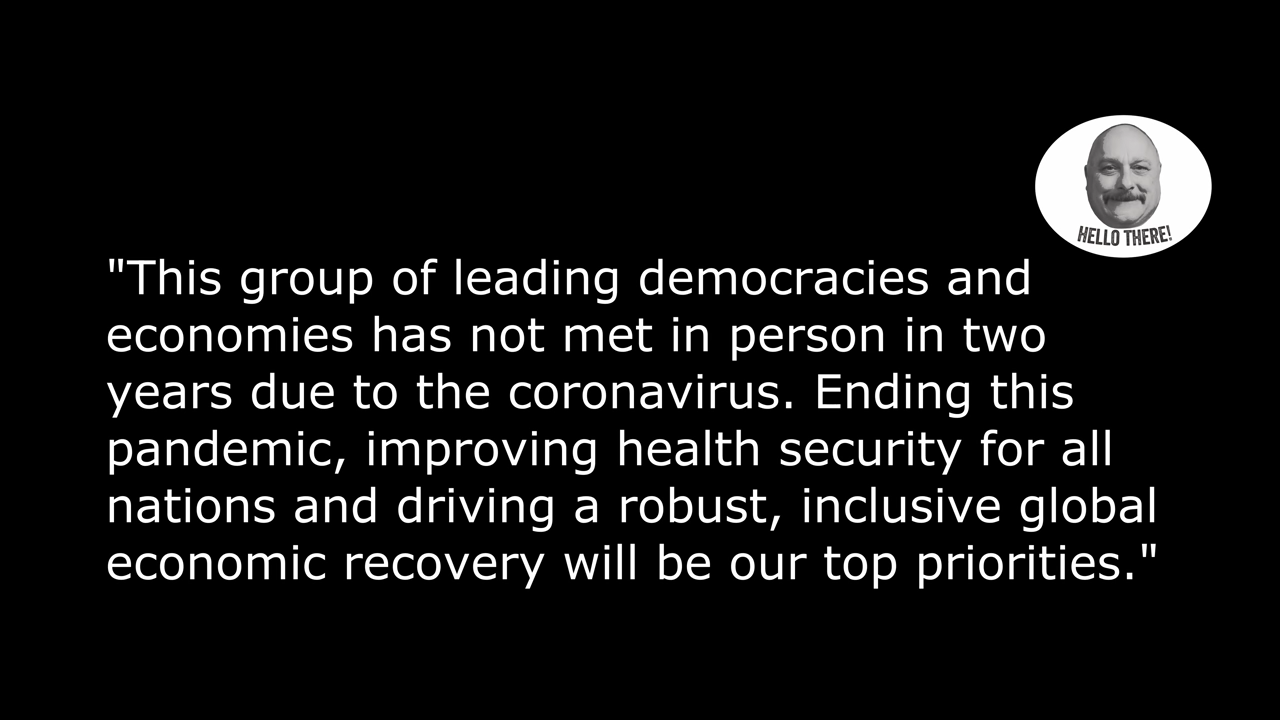 HELLO THERE!
"This group of leading democracies and
economies has not met in person in two
years due to the coronavirus. Ending this
pandemic, improving health security for all
nations and driving a robust, inclusive global
economic recovery will be our top priorities."